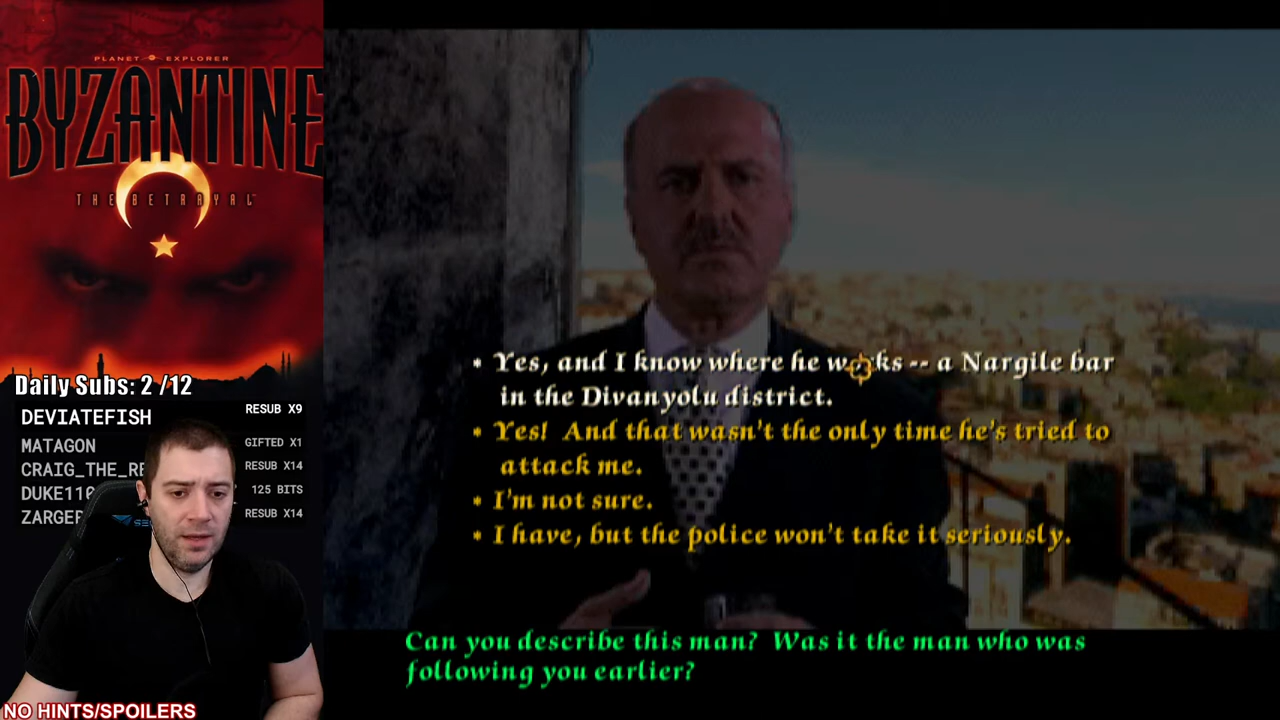 PLANET EXPLORER
BYZANTINE
THE BETRAYAL
Daily Subs: 2 /12
DEVIATEFISH RESUB X9
MATAGON GIFTED X1
CRAIG_THE_RE RESUB X14
DUKE110 125 BITS
ZARGEF RESUB X14
NO HINTS/SPOILERS
* Yes, and I know where he works -- a Nargile bar
in the Divanyolu district.
* Yes! And that wasn't the only time he's tried to
attack me.
* I'm not sure.
* I have, but the police won't take it seriously.
Can you describe this man? Was it the man who was
following you earlier?